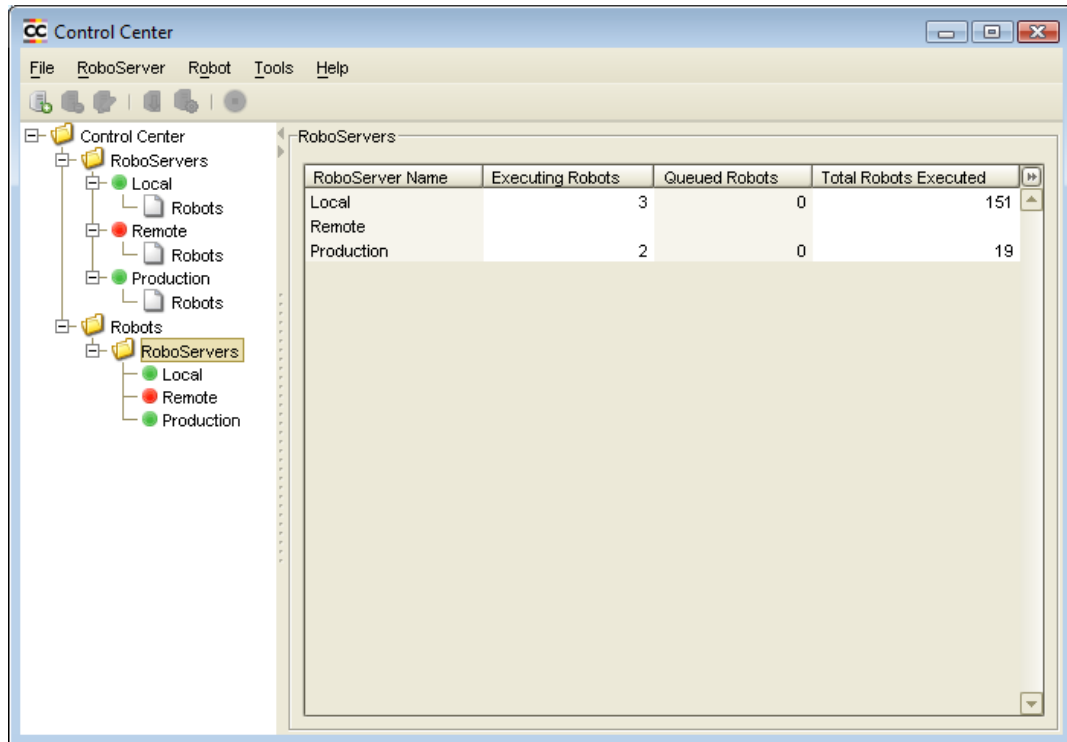 CC Control Center
File RoboServer Robot Tools Help
Control Center
RoboServers
Local
Robots
Remote
Robots
Production
Robots
Robots
RoboServers
Local
Remote
Production
RoboServers
RoboServer Name Executing Robots Queued Robots Total Robots Executed
Local 3 0 151
Remote
Production 2 0 19